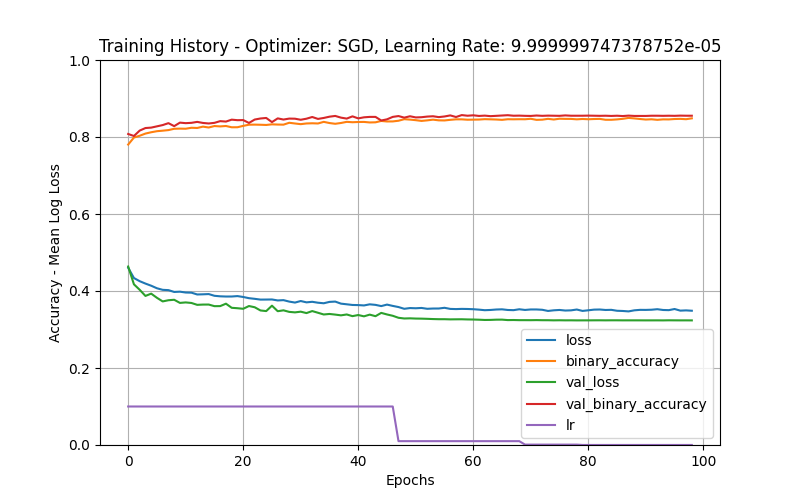 Training History - Optimizer: SGD, Learning Rate: 9.999999747378752e-05
1.0
0.8
0.6
0.4
0.2
0.0
Accuracy - Mean Log Loss
loss
binary_accuracy
val_loss
val_binary_accuracy
lr
0 20 40 60 80 100
Epochs